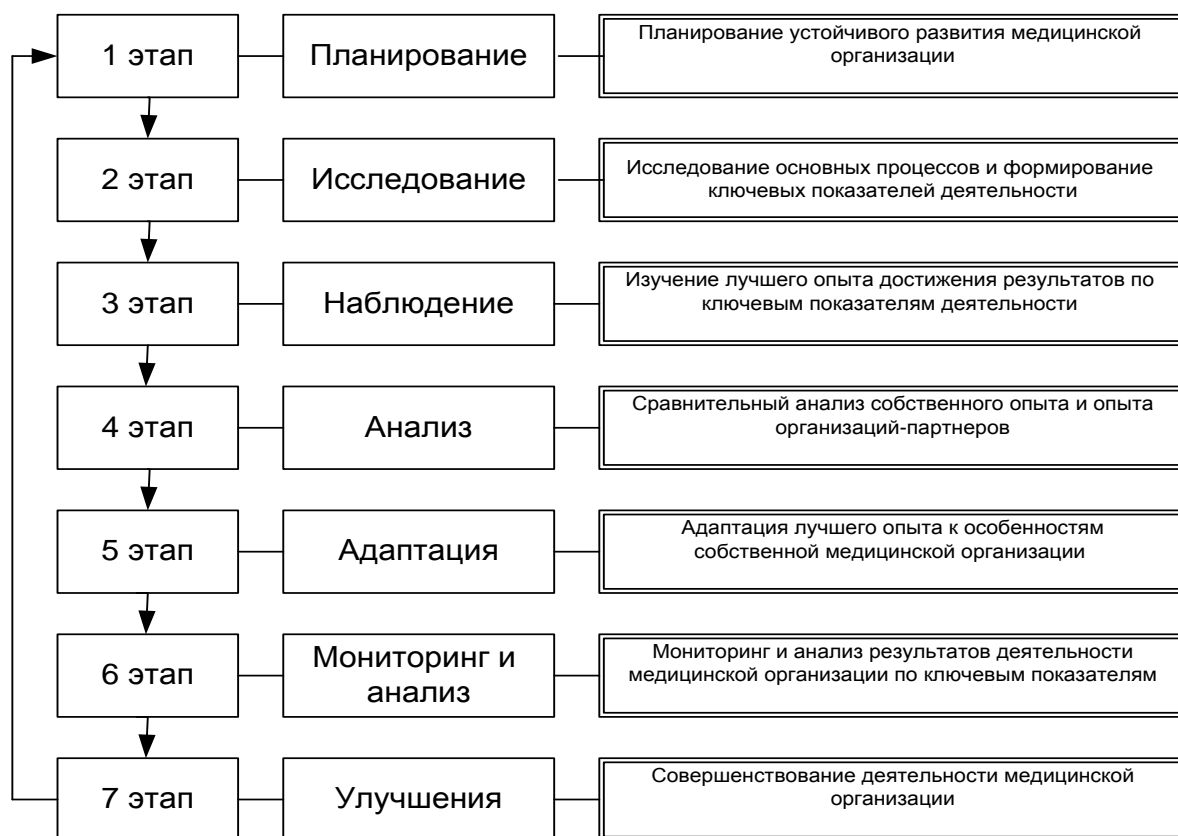 1 этап
Планирование
Планирование устойчивого развития медицинской
организации
2 этап
Исследование
Исследование основных процессов и формирование
ключевых показателей деятельности
3 этап
Наблюдение
Изучение лучшего опыта достижения результатов по
ключевым показателям деятельности
4 этап
Анализ
Сравнительный анализ собственного опыта и опыта
организаций-партнеров
5 этап
Адаптация
Адаптация лучшего опыта к особенностям
собственной медицинской организации
6 этап
Мониторинг и
анализ
Мониторинг и анализ результатов деятельности
медицинской организации по ключевым показателям
7 этап
Улучшения
Совершенствование деятельности медицинской
организации